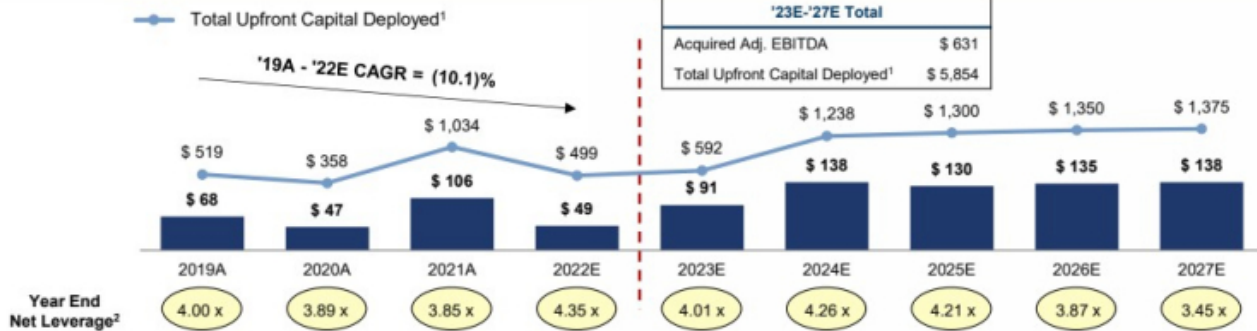 Total Upfront Capital Deployed¹
'19A - '22E CAGR = (10.1)%
'23E-'27E Total
Acquired Adj. EBITDA $ 631
Total Upfront Capital Deployed¹ $ 5,854
$ 519 $ 358 $ 1,034 $ 499 $ 592 $ 1,238 $ 1,300 $ 1,350 $ 1,375
$ 68 $ 47 $ 106 $ 49 $ 91 $ 138 $ 130 $ 135 $ 138
2019A 2020A 2021A 2022E 2023E 2024E 2025E 2026E 2027E
Year End
Net Leverage²
4.00 x 3.89 x 3.85 x 4.35 x 4.01 x 4.26 x 4.21 x 3.87 x 3.45 x